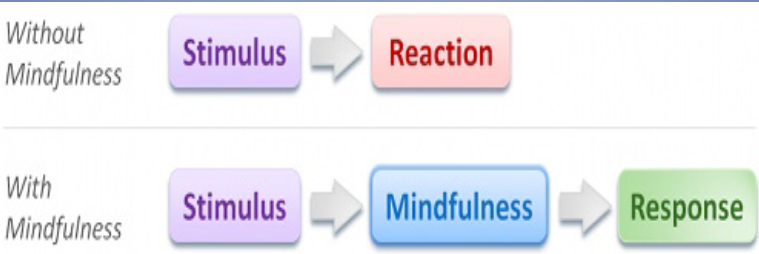 Without
Mindfulness
Stimulus
Reaction
With
Mindfulness
Stimulus
Mindfulness
Response